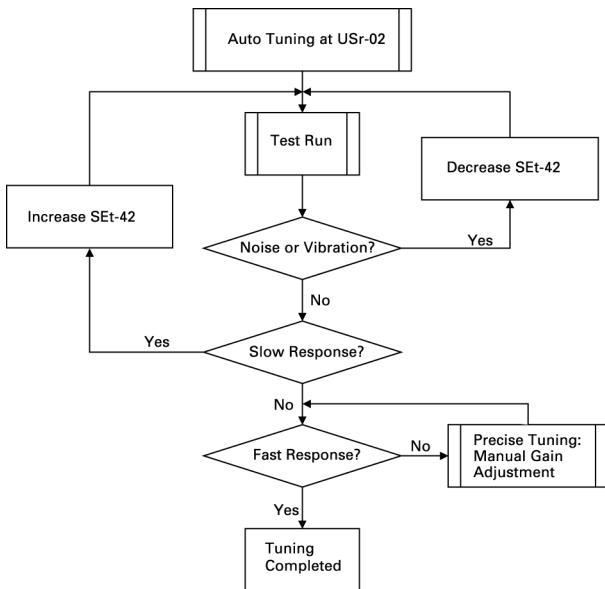 Auto Tuning at USr-02
Test Run
Decrease SEt-42
Increase SEt-42
Noise or Vibration?
Yes
No
Yes
Slow Response?
No
Fast Response?
No
Precise Tuning:
Manual Gain
Adjustment
Yes
Tuning
Completed